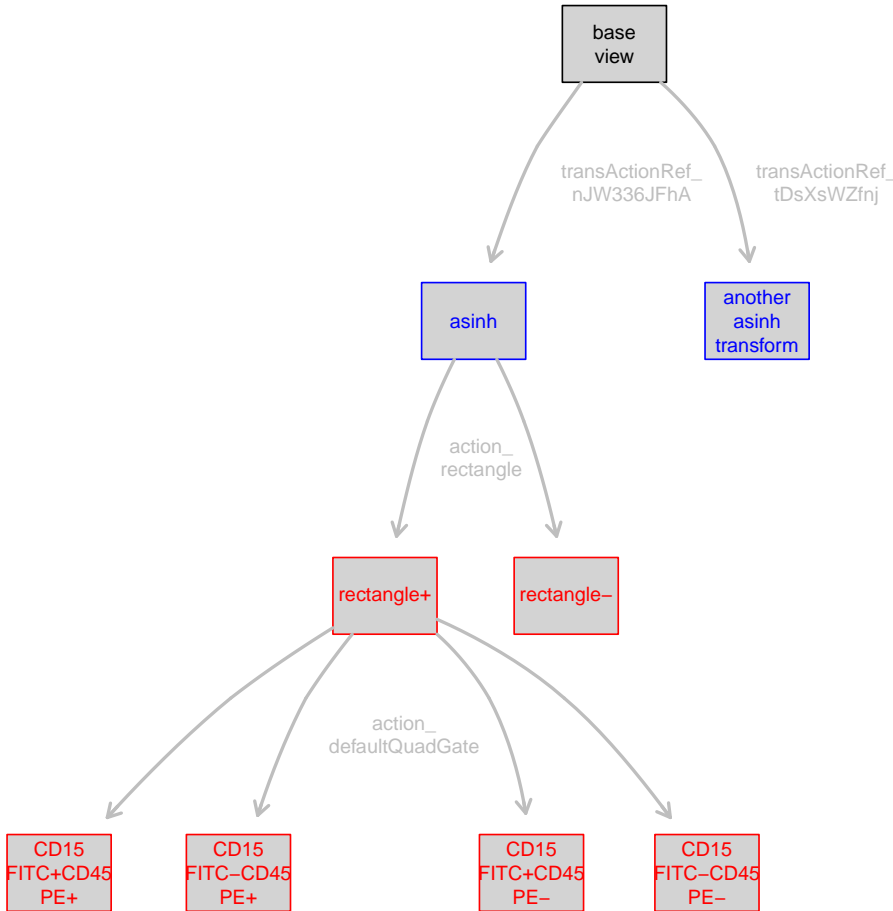 base
view
transActionRef_
nJW336JFhA
transActionRef_
tDsXsWZfnj
asinh
another
asinh
transform
action_
rectangle
rectangle+
rectangle−
action_
defaultQuadGate
CD15
FITC+CD45
PE+
CD15
FITC−CD45
PE+
CD15
FITC+CD45
PE−
CD15
FITC−CD45
PE−